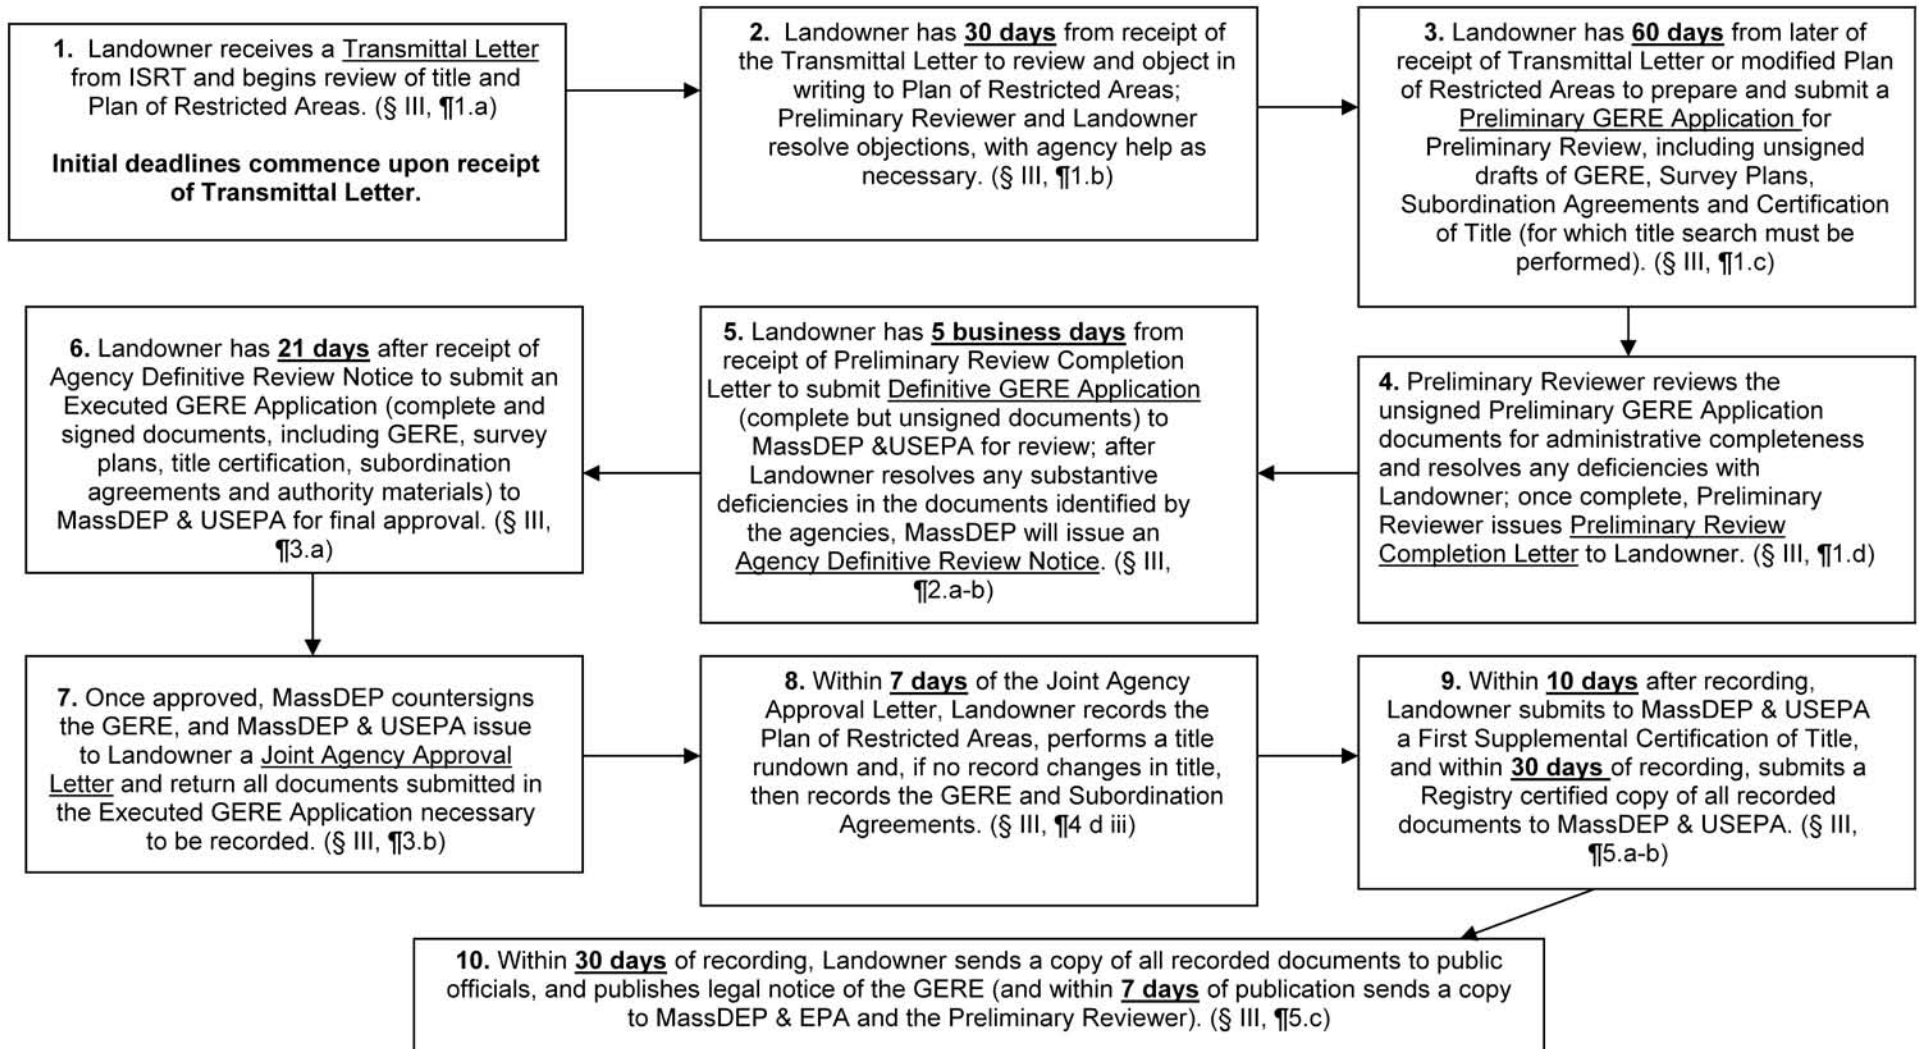 1. Landowner receives a Transmittal Letter
from ISRT and begins review of title and
Plan of Restricted Areas. (§ III, ¶1.a)
Initial deadlines commence upon receipt
of Transmittal Letter.
2. Landowner has 30 days from receipt of
the Transmittal Letter to review and object in
writing to Plan of Restricted Areas;
Preliminary Reviewer and Landowner
resolve objections, with agency help as
necessary. (§ III, ¶1.b)
3. Landowner has 60 days from later of
receipt of Transmittal Letter or modified Plan
of Restricted Areas to prepare and submit a
Preliminary GERE Application for
Preliminary Review, including unsigned
drafts of GERE, Survey Plans,
Subordination Agreements and Certification
of Title (for which title search must be
performed). (§ III, ¶1.c)
4. Preliminary Reviewer reviews the
unsigned Preliminary GERE Application
documents for administrative completeness
and resolves any deficiencies with
Landowner; once complete, Preliminary
Reviewer issues Preliminary Review
Completion Letter to Landowner. (§ III, ¶1.d)
5. Landowner has 5 business days from
receipt of Preliminary Review Completion
Letter to submit Definitive GERE Application
(complete but unsigned documents) to
MassDEP &USEPA for review; after
Landowner resolves any substantive
deficiencies in the documents identified by
the agencies, MassDEP will issue an
Agency Definitive Review Notice. (§ III,
¶2.a-b)
6. Landowner has 21 days after receipt of
Agency Definitive Review Notice to submit an
Executed GERE Application (complete and
signed documents, including GERE, survey
plans, title certification, subordination
agreements and authority materials) to
MassDEP & USEPA for final approval. (§ III,
¶3.a)
7. Once approved, MassDEP countersigns
the GERE, and MassDEP & USEPA issue
to Landowner a Joint Agency Approval
Letter and return all documents submitted in
the Executed GERE Application necessary
to be recorded. (§ III, ¶3.b)
8. Within 7 days of the Joint Agency
Approval Letter, Landowner records the
Plan of Restricted Areas, performs a title
rundown and, if no record changes in title,
then records the GERE and Subordination
Agreements. (§ III, ¶4 d iii)
9. Within 10 days after recording,
Landowner submits to MassDEP & USEPA
a First Supplemental Certification of Title,
and within 30 days of recording, submits a
Registry certified copy of all recorded
documents to MassDEP & USEPA. (§ III,
¶5.a-b)
10. Within 30 days of recording, Landowner sends a copy of all recorded documents to public
officials, and publishes legal notice of the GERE (and within 7 days of publication sends a copy
to MassDEP & EPA and the Preliminary Reviewer). (§ III, ¶5.c)